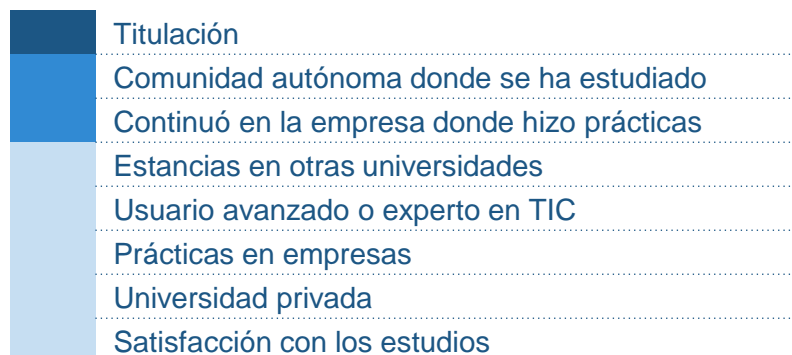 Titulación
Comunidad autónoma donde se ha estudiado
Continuó en la empresa donde hizo prácticas
Estancias en otras universidades
Usuario avanzado o experto en TIC
Prácticas en empresas
Universidad privada
Satisfacción con los estudios